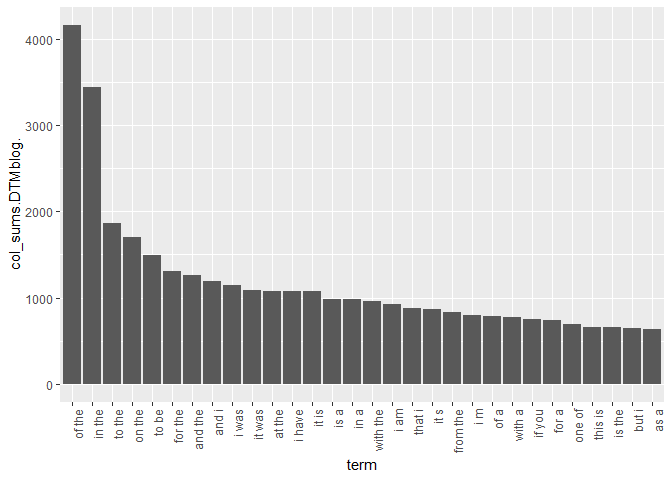 col_sums.DTMblog.
4000
3000
2000
1000
0
of the
in the
to the
on the
to be
for the
and the
and i
i was
it was
at the
i have
it is
is a
in a
with the
i am
that i
it s
from the
i m
of a
with a
if you
for a
one of
this is
is the
but i
as a
term